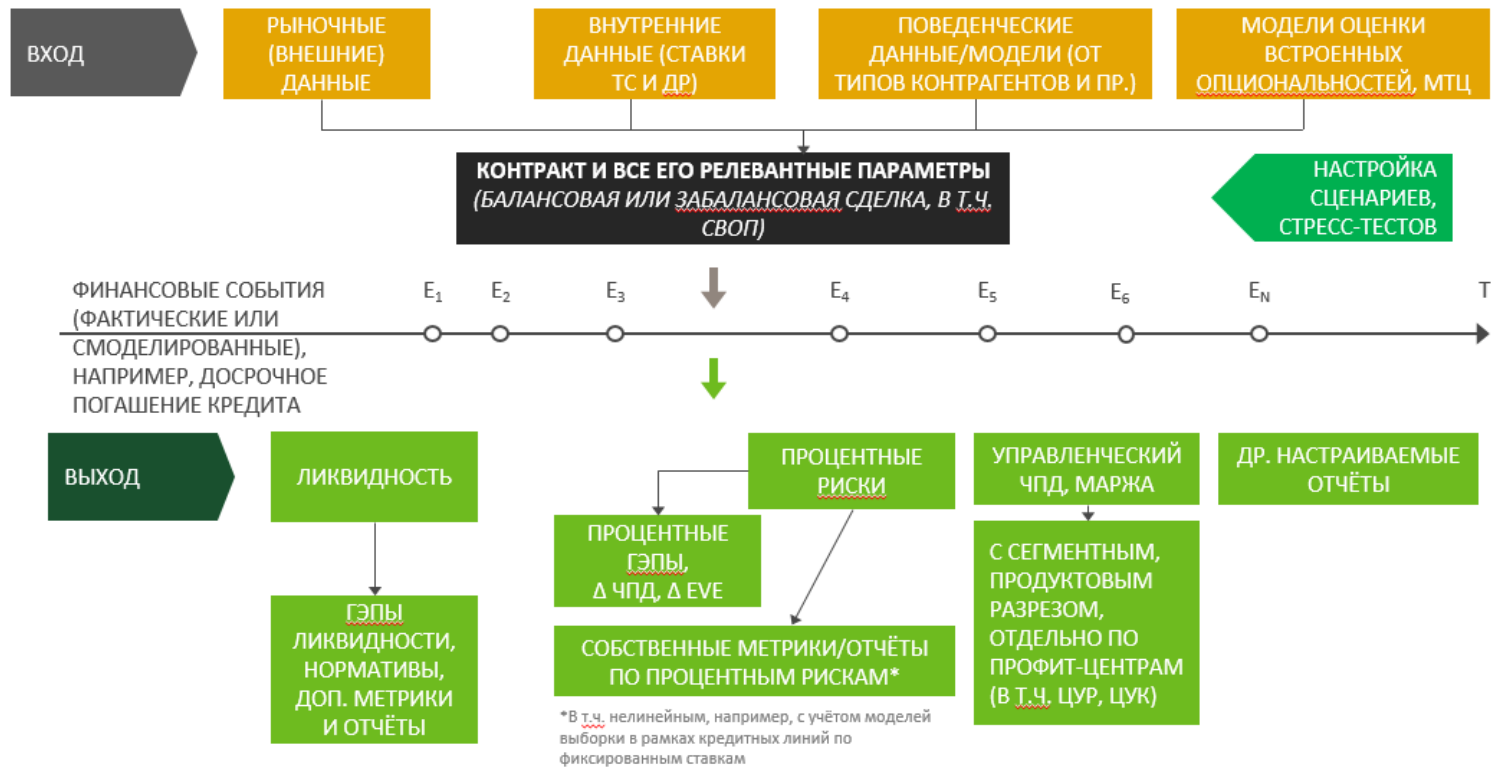 ВХОД
РЫНОЧНЫЕ
(ВНЕШНИЕ)
ДАННЫЕ
ВНУТРЕННИЕ
ДАННЫЕ (СТАВКИ
ТС И ДР)
ПОВЕДЕНЧЕСКИЕ
ДАННЫЕ/МОДЕЛИ (ОТ
ТИПОВ КОНТРАГЕНТОВ И ПР.)
МОДЕЛИ ОЦЕНКИ
ВСТРОЕННЫХ
ОПЦИОНАЛЬНОСТЕЙ, МТЦ
КОНТРАКТ И ВСЕ ЕГО РЕЛЕВАНТНЫЕ ПАРАМЕТРЫ
(БАЛАНСОВАЯ ИЛИ ЗАБАЛАНСОВАЯ СДЕЛКА, В Т.Ч.
СВОП)
НАСТРОЙКА
СЦЕНАРИЕВ,
СТРЕСС-ТЕСТОВ
ФИНАНСОВЫЕ СОБЫТИЯ
(ФАКТИЧЕСКИЕ ИЛИ
СМОДЕЛИРОВАННЫЕ),
НАПРИМЕР, ДОСРОЧНОЕ
ПОГАШЕНИЕ КРЕДИТА
E1 E2 E3 E4 E5 E6 EN T
ВЫХОД
ЛИКВИДНОСТЬ
ГЭПЫ
ЛИКВИДНОСТИ,
НОРМАТИВЫ,
ДОП. МЕТРИКИ
И ОТЧЁТЫ
ПРОЦЕНТНЫЕ
РИСКИ
ПРОЦЕНТНЫЕ
ГЭПЫ,
Δ ЧПД, Δ EVE
СОБСТВЕННЫЕ МЕТРИКИ/ОТЧЁТЫ
ПО ПРОЦЕНТНЫМ РИСКАМ*
*В т.ч. нелинейным, например, с учётом моделей
выборки в рамках кредитных линий по
фиксированным ставкам
УПРАВЛЕНЧЕСКИЙ
ЧПД, МАРЖА
С СЕГМЕНТНЫМ,
ПРОДУКТОВЫМ
РАЗРЕЗОМ,
ОТДЕЛЬНО ПО
ПРОФИТ-ЦЕНТРАМ
(В Т.Ч. ЦУР, ЦУК)
ДР. НАСТРАИВАЕМЫЕ
ОТЧЁТЫ